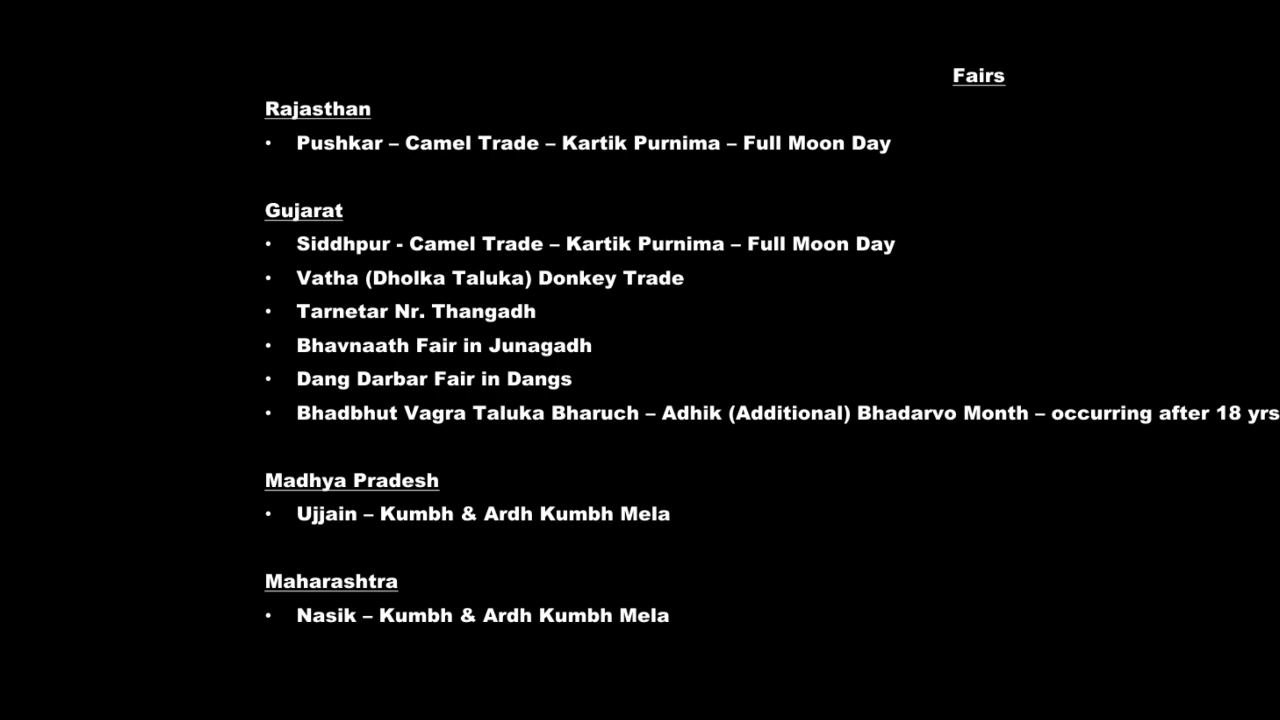 Fairs
Rajasthan
• Pushkar – Camel Trade – Kartik Purnima – Full Moon Day
Gujarat
• Siddhpur - Camel Trade – Kartik Purnima – Full Moon Day
• Vatha (Dholka Taluka) Donkey Trade
• Tarnetar Nr. Thangadh
• Bhavnaath Fair in Junagadh
• Dang Darbar Fair in Dangs
• Bhadbhut Vagra Taluka Bharuch – Adhik (Additional) Bhadarvo Month – occurring after 18 yrs
Madhya Pradesh
• Ujjain – Kumbh & Ardh Kumbh Mela
Maharashtra
• Nasik – Kumbh & Ardh Kumbh Mela